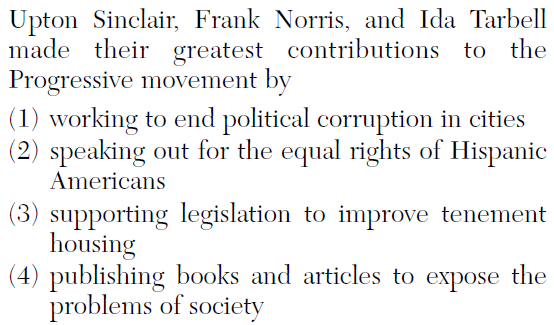 Upton Sinclair, Frank Norris, and Ida Tarbell
made their greatest contributions to the
Progressive movement by
(1) working to end political corruption in cities
(2) speaking out for the equal rights of Hispanic
Americans
(3) supporting legislation to improve tenement
housing
(4) publishing books and articles to expose the
problems of society